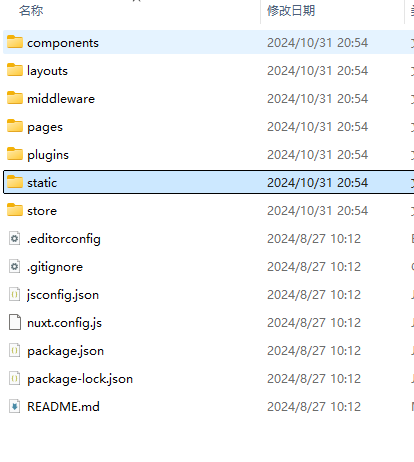 名称 修改日期
components 2024/10/31 20:54
layouts 2024/10/31 20:54
middleware 2024/10/31 20:54
pages 2024/10/31 20:54
plugins 2024/10/31 20:54
static 2024/10/31 20:54
store 2024/10/31 20:54
.editorconfig 2024/8/27 10:12
.gitignore 2024/8/27 10:12
jsconfig.json 2024/8/27 10:12
nuxt.config.js 2024/8/27 10:12
package.json 2024/8/27 10:12
package-lock.json 2024/8/27 10:12
README.md 2024/8/27 10:12